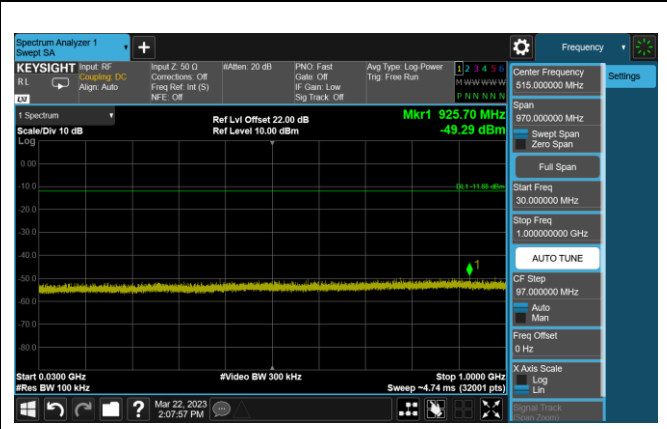 Spectrum Analyzer 1
Swept SA
+
Frequency
KEYSIGHT
RL
LXI
Input: RF
Coupling: DC
Align: Auto
Input Z: 50 Ω
Corrections: Off
Freq Ref: Int (S)
NFE: Off
#Atten: 20 dB
PNO: Fast
Gate: Off
IF Gain: Low
Sig Track: Off
Avg Type: Log-Power
Trig: Free Run
1 2 3 4 5 6
M W W W W W
P N N N N N
1 Spectrum
Scale/Div 10 dB
Log
Ref Lvl Offset 22.00 dB
Ref Level 10.00 dBm
Mkr1 925.70 MHz
-49.29 dBm
0.00
-10.0
DL1 -11.88 dBm
-20.0
-30.0
-40.0
1
-50.0
-60.0
-70.0
-80.0
Start 0.0300 GHz
#Res BW 100 kHz
#Video BW 300 kHz
Stop 1.0000 GHz
Sweep ~4.74 ms (32001 pts)
Center Frequency
515.000000 MHz
Settings
Span
970.000000 MHz
Swept Span
Zero Span
Full Span
Start Freq
30.000000 MHz
Stop Freq
1.000000000 GHz
AUTO TUNE
CF Step
97.000000 MHz
Auto
Man
Freq Offset
0 Hz
X Axis Scale
Log
Lin
Signal Track
(Span Zoom)
?
Mar 22, 2023
2:07:57 PM